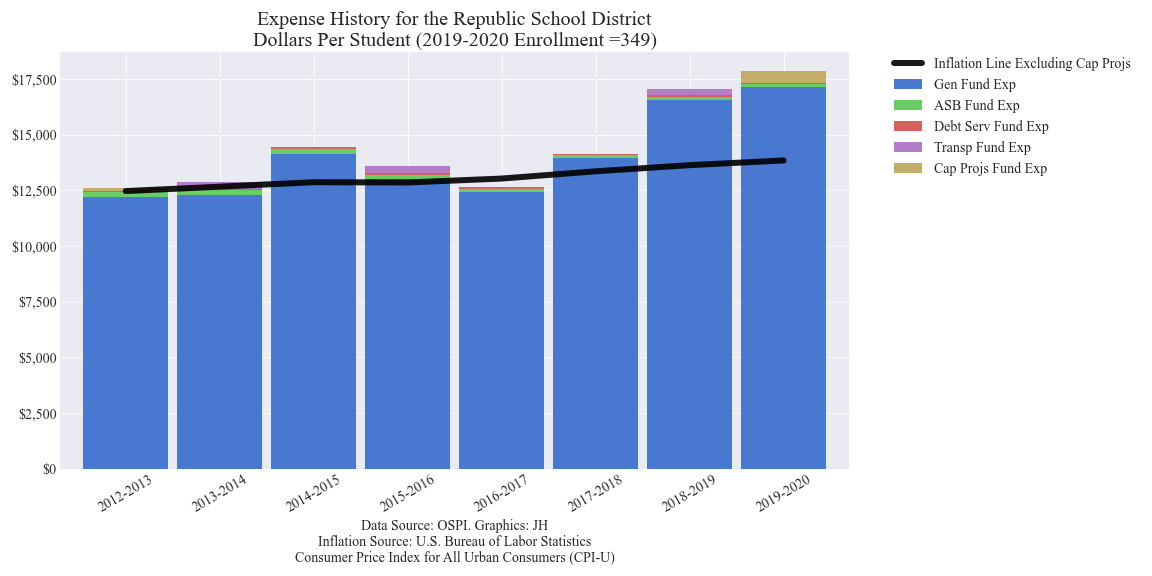 Expense History for the Republic School District
Dollars Per Student (2019-2020 Enrollment =349)
$17,500
$15,000
$12,500
$10,000
$7,500
$5,000
$2,500
$0
2012-2013
2013-2014
2014-2015
2015-2016
2016-2017
2017-2018
2018-2019
2019-2020
Inflation Line Excluding Cap Projs
Gen Fund Exp
ASB Fund Exp
Debt Serv Fund Exp
Transp Fund Exp
Cap Projs Fund Exp
Data Source: OSPI. Graphics: JH
Inflation Source: U.S. Bureau of Labor Statistics
Consumer Price Index for All Urban Consumers (CPI-U)